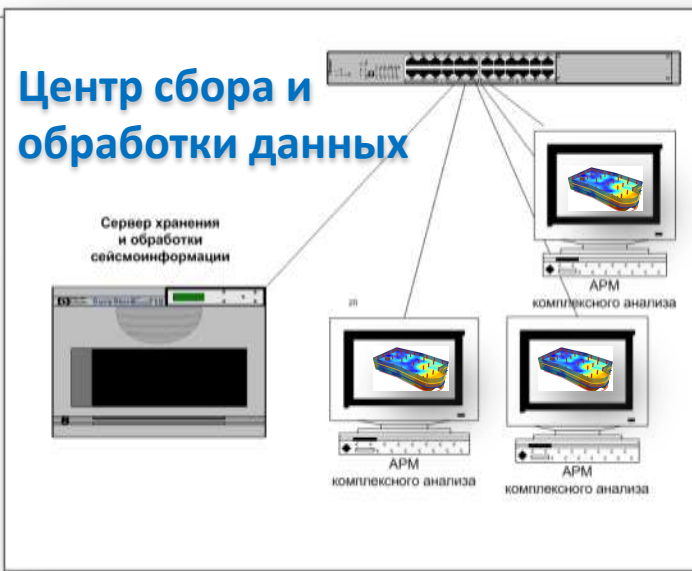 Центр сбора и
обработки данных
Сервер хранения
и обработки
сейсмоинформации
АРМ
комплексного анализа
АРМ
комплексного анализа
АРМ
комплексного анализа